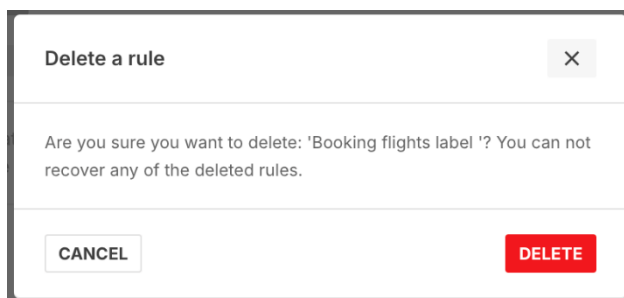 Delete a rule
Are you sure you want to delete: 'Booking flights label '? You can not
recover any of the deleted rules.
CANCEL
DELETE